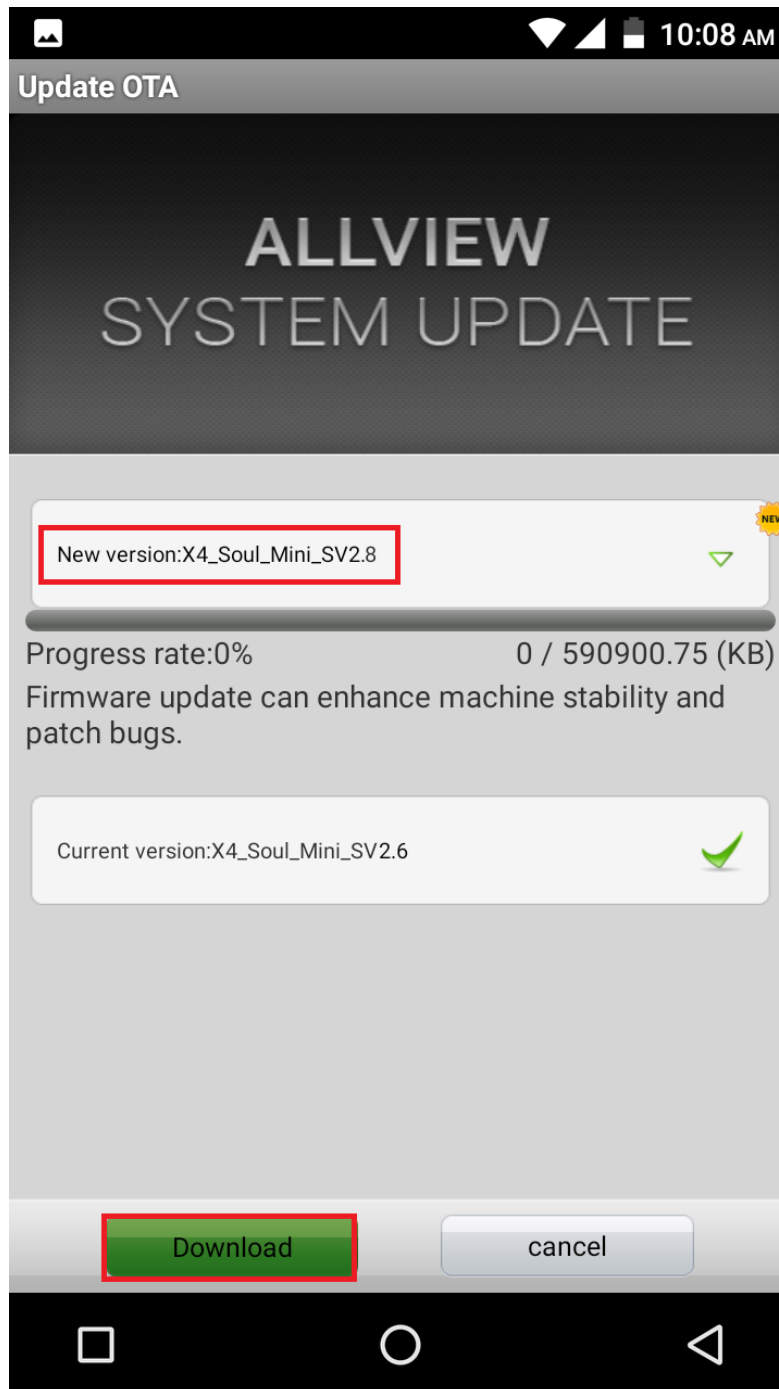 10:08 AM
Update OTA
ALLVIEW
SYSTEM UPDATE
NEW
New version:X4_Soul_Mini_SV2.8
Progress rate:0% 0 / 590900.75 (KB)
Firmware update can enhance machine stability and
patch bugs.
Current version:X4_Soul_Mini_SV2.6
Download cancel